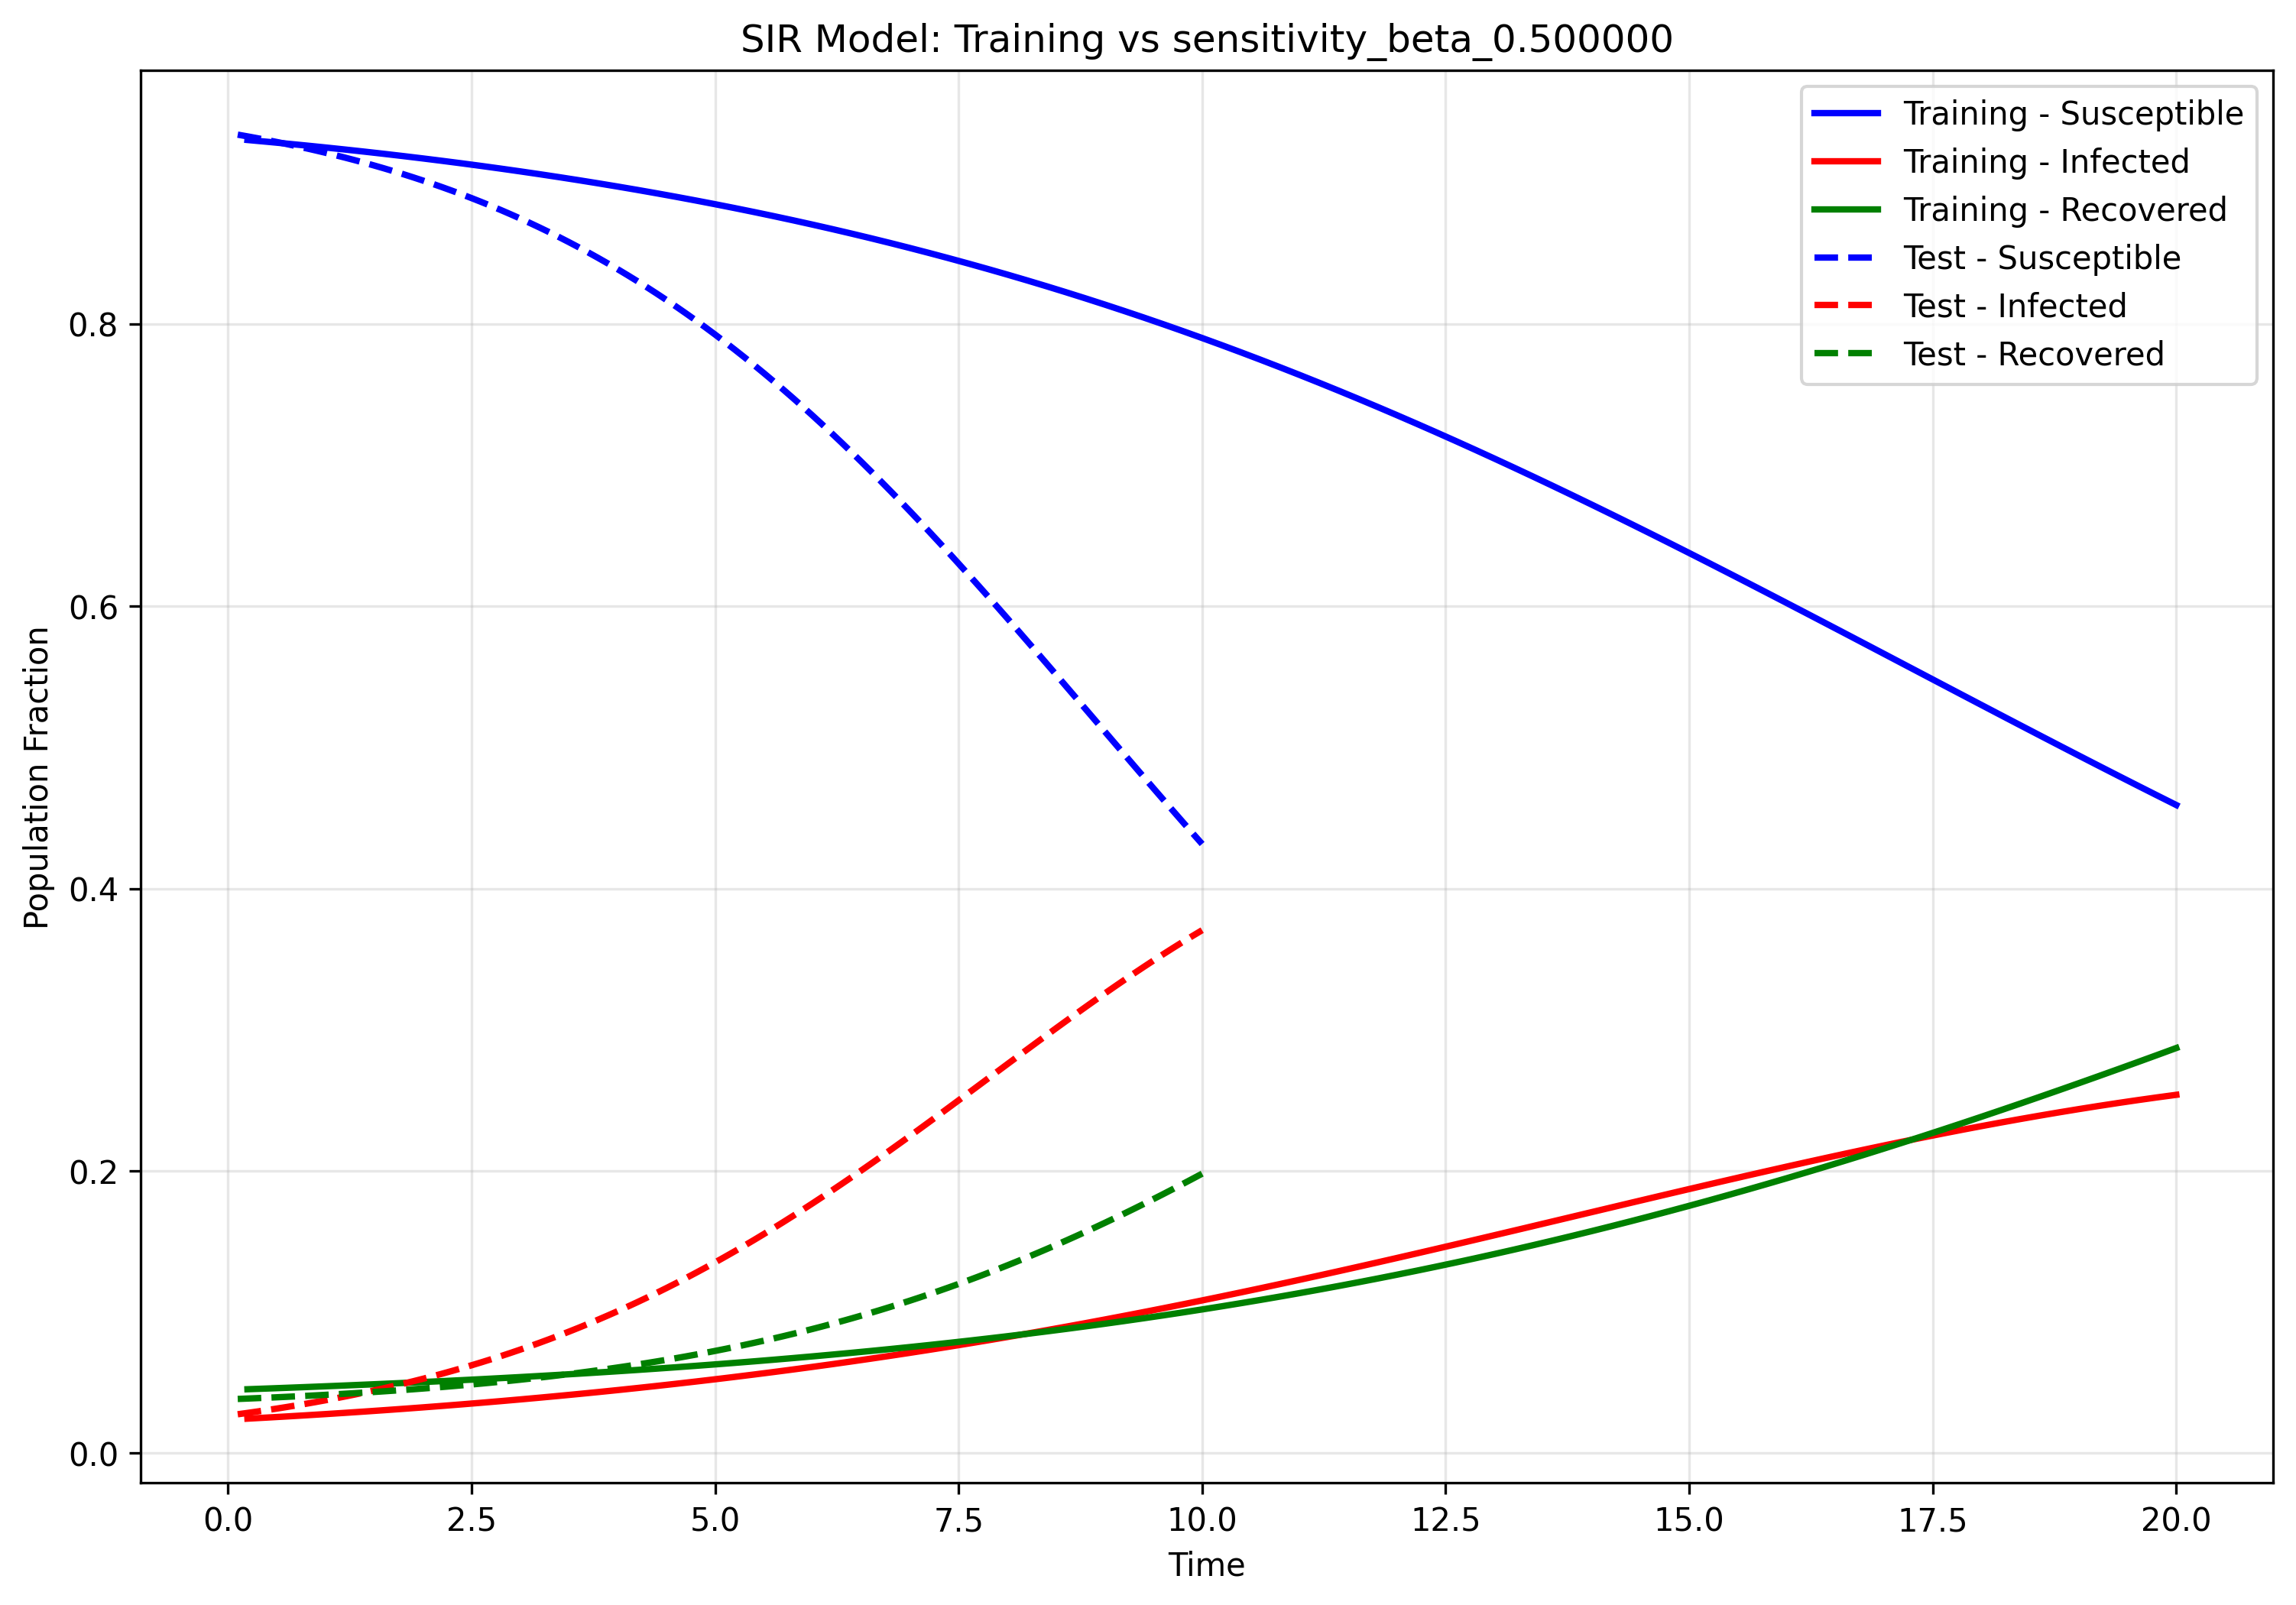 SIR Model: Training vs sensitivity_beta_0.500000
Training - Susceptible
Training - Infected
Training - Recovered
Test - Susceptible
Test - Infected
Test - Recovered
Population Fraction
0.8
0.6
0.4
0.2
0.0
0.0 2.5 5.0 7.5 10.0 12.5 15.0 17.5 20.0
Time